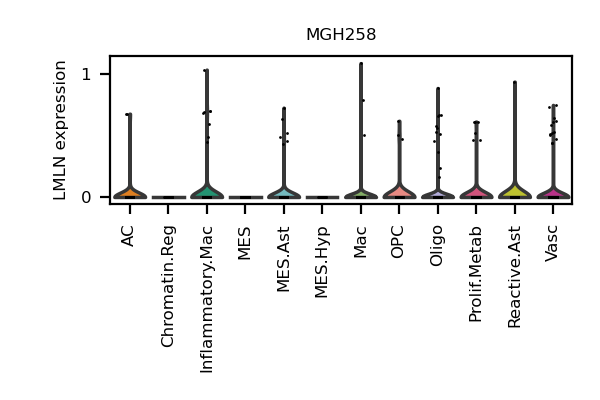 MGH258
LMLN expression
1
0
AC
Chromatin.Reg
Inflammatory.Mac
MES
MES.Ast
MES.Hyp
Mac
OPC
Oligo
Prolif.Metab
Reactive.Ast
Vasc